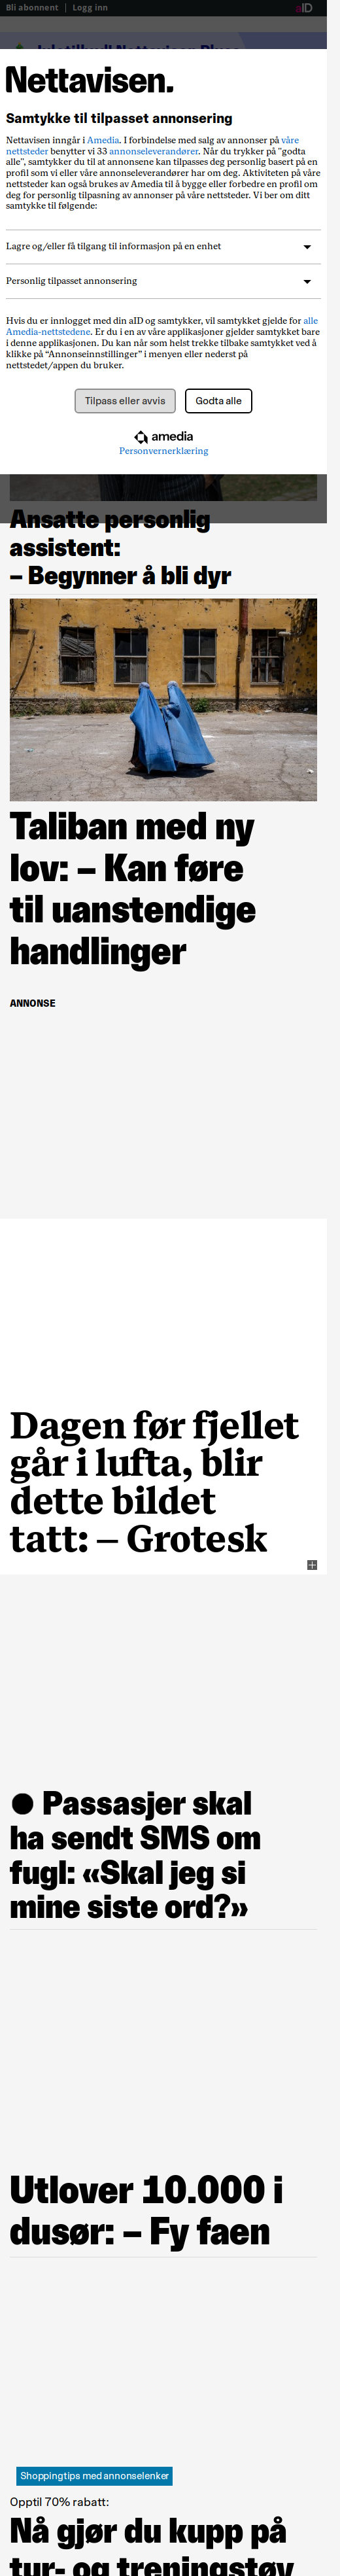 Bli abonnent | Logg inn
aID
Nettavisen.
Samtykke til tilpasset annonsering
Nettavisen inngår i Amedia. I forbindelse med salg av annonser på våre
nettsteder benytter vi 33 annonseleverandører. Når du trykker på "godta
alle", samtykker du til at annonsene kan tilpasses deg personlig basert på en
profil som vi eller våre annonseleverandører har om deg. Aktiviteten på våre
nettsteder kan også brukes av Amedia til å bygge eller forbedre en profil om
deg for personlig tilpasning av annonser på våre nettsteder. Vi ber om ditt
samtykke til følgende:
Lagre og/eller få tilgang til informasjon på en enhet
Personlig tilpasset annonsering
Hvis du er innlogget med din aID og samtykker, vil samtykket gjelde for alle
Amedia-nettstedene. Er du i en av våre applikasjoner gjelder samtykket bare
i denne applikasjonen. Du kan når som helst trekke tilbake samtykket ved å
klikke på “Annonseinnstillinger” i menyen eller nederst på
nettstedet/appen du bruker.
Tilpass eller avvis
Godta alle
amedia
Personvernerklæring
Ansatte personlig
assistent:
– Begynner å bli dyr
Taliban med ny
lov: – Kan føre
til uanstendige
handlinger
ANNONSE
Dagen før fjellet
går i lufta, blir
dette bildet
tatt: – Grotesk
● Passasjer skal
ha sendt SMS om
fugl: «Skal jeg si
mine siste ord?»
Utlover 10.000 i
dusør: – Fy faen
Shoppingtips med annonselenker
Opptil 70% rabatt:
Nå gjør du kupp på
tur- og treningstøy